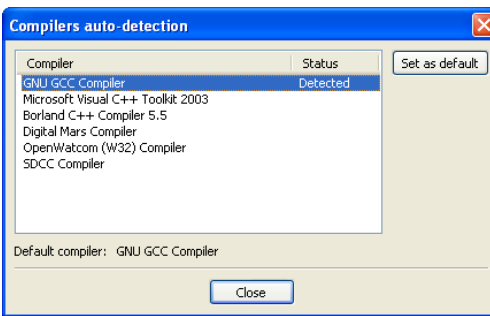 Compilers auto-detection
Compiler Status
GNU GCC Compiler Detected
Microsoft Visual C++ Toolkit 2003
Borland C++ Compiler 5.5
Digital Mars Compiler
OpenWatcom (W32) Compiler
SDCC Compiler
Set as default
Default compiler: GNU GCC Compiler
Close